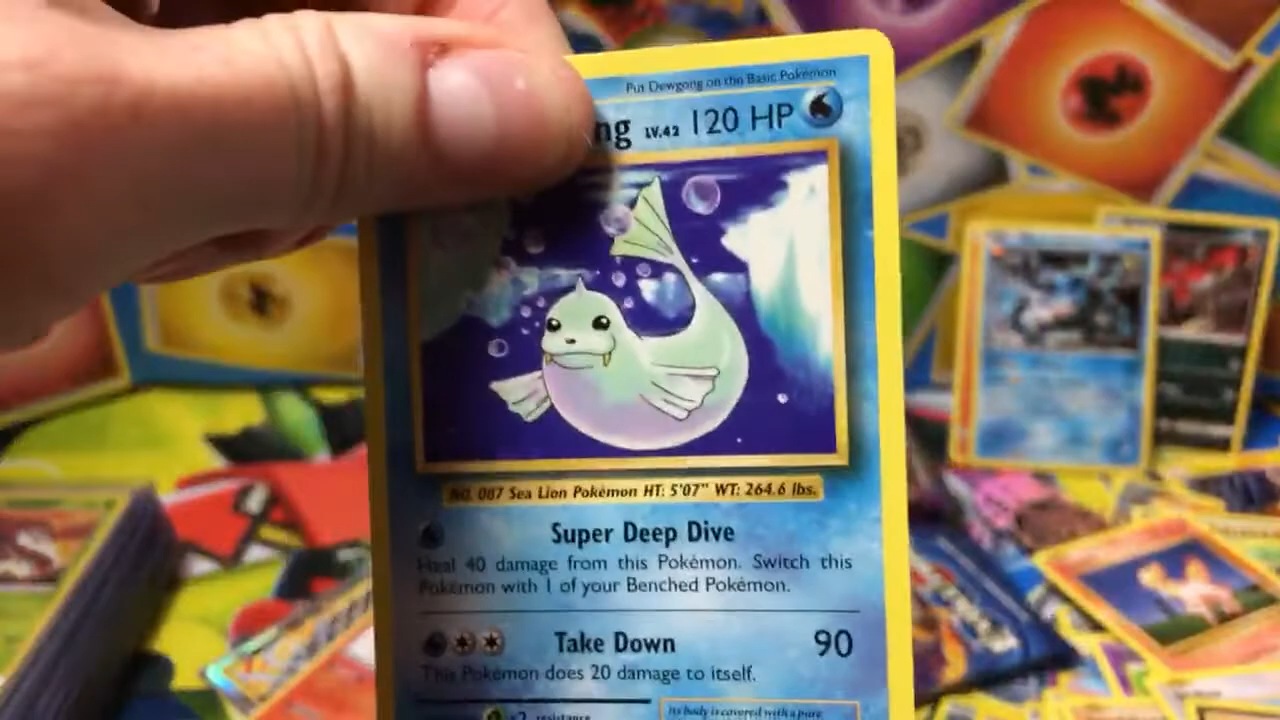 Put Dewgong on the Basic Pokémon
ng LV.42 120 HP
NO. 087 Sea Lion Pokémon HT: 5'07" WT: 264.6 lbs.
Super Deep Dive
Heal 40 damage from this Pokémon. Switch this
Pokémon with 1 of your Benched Pokémon.
Take Down 90
This Pokémon does 20 damage to itself.
x2 resistance
Its body is covered with a pure